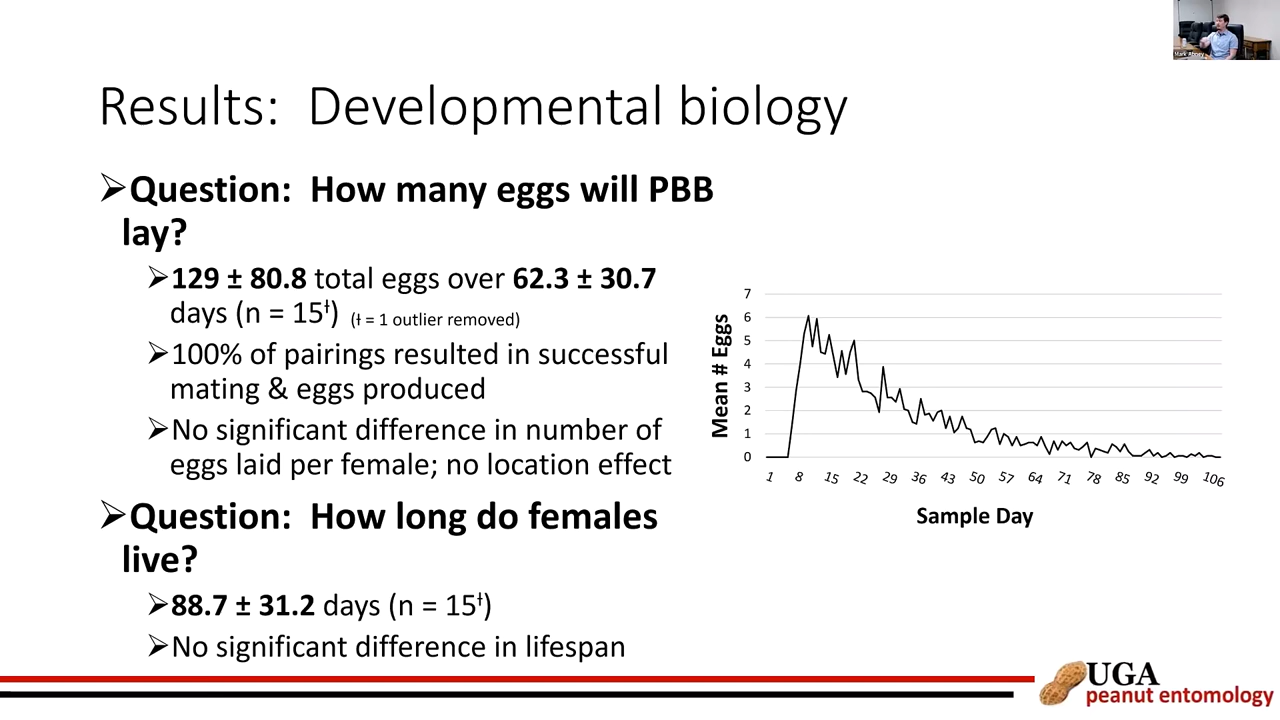 Mark Abney
Results:  Developmental biology
➢Question:  How many eggs will PBB
lay?
➢129 ± 80.8 total eggs over 62.3 ± 30.7
days (n = 15ƚ)  (ƚ = 1 outlier removed)
➢100% of pairings resulted in successful
mating & eggs produced
➢No significant difference in number of
eggs laid per female; no location effect
➢Question:  How long do females
live?
➢88.7 ± 31.2 days (n = 15ƚ)
➢No significant difference in lifespan
Mean # Eggs
7
6
5
4
3
2
1
0
1 8 15 22 29 36 43 50 57 64 71 78 85 92 99 106
Sample Day
UGA
peanut entomology